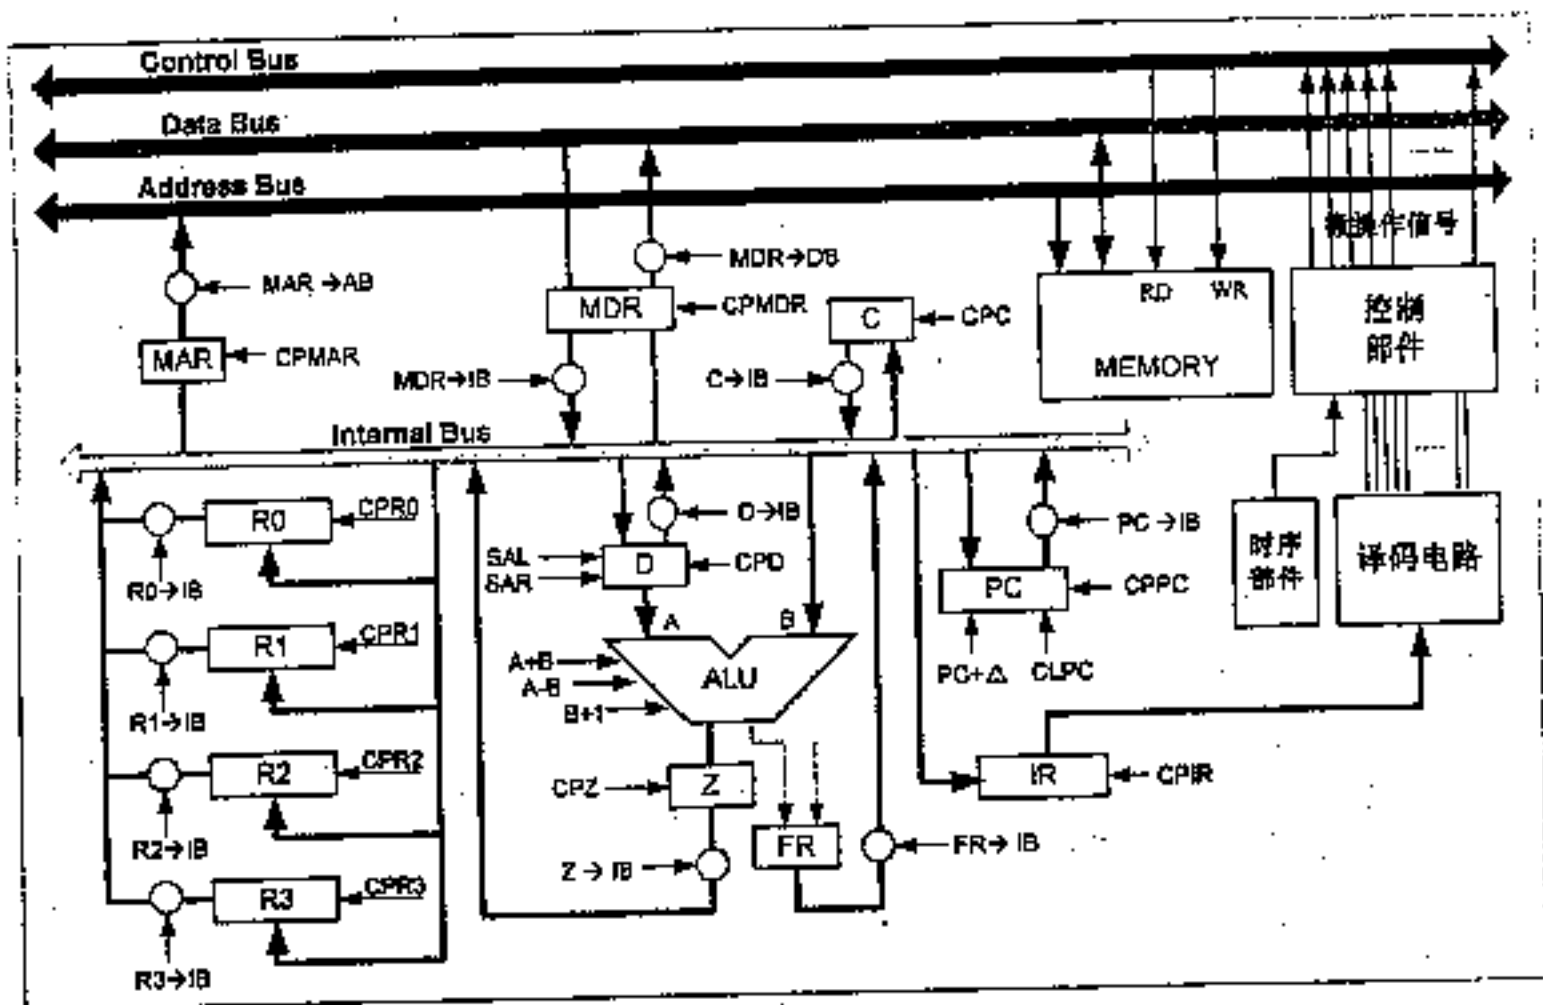 Control Bus
Data Bus
Address Bus
微操作信号
MAR→AB
MDR→DB
MDR
CPMDR
C
CPC
RD
WR
MEMORY
控制
部件
MAR
CPMAR
MDR→IB
C→IB
Internal Bus
R0
CPR0
R0→IB
SAL
SAR
D
D→IB
CPD
PC→IB
PC
CPPC
PC+Δ
CLPC
时序
部件
译码电路
R1
CPR1
R1→IB
A
B
A+B
A-B
B+1
ALU
R2
CPR2
R2→IB
CPZ
Z
Z→IB
FR
FR→IB
IR
CPIR
R3
CPR3
R3→IB